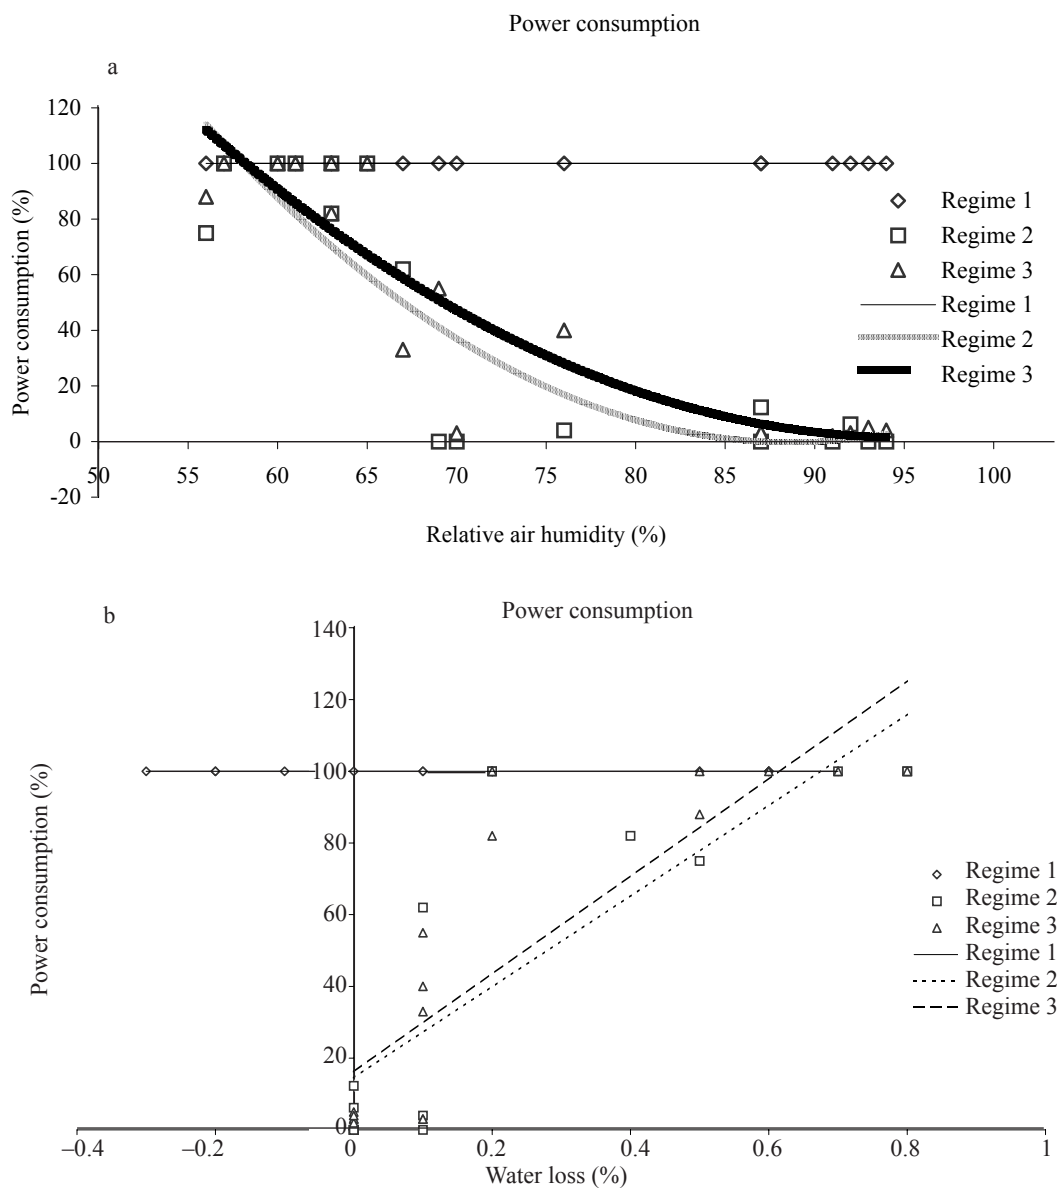 Power consumption
a
120
100
80
60
40
20
0
-20
Power consumption (%)
50 55 60 65 70 75 80 85 90 95 100
Relative air humidity (%)
Regime 1
Regime 2
Regime 3
Regime 1
Regime 2
Regime 3
b
Power consumption
140
120
100
80
60
40
20
0
Power consumption (%)
–0.4 –0.2 0 0.2 0.4 0.6 0.8 1
Water loss (%)
Regime 1
Regime 2
Regime 3
Regime 1
Regime 2
Regime 3